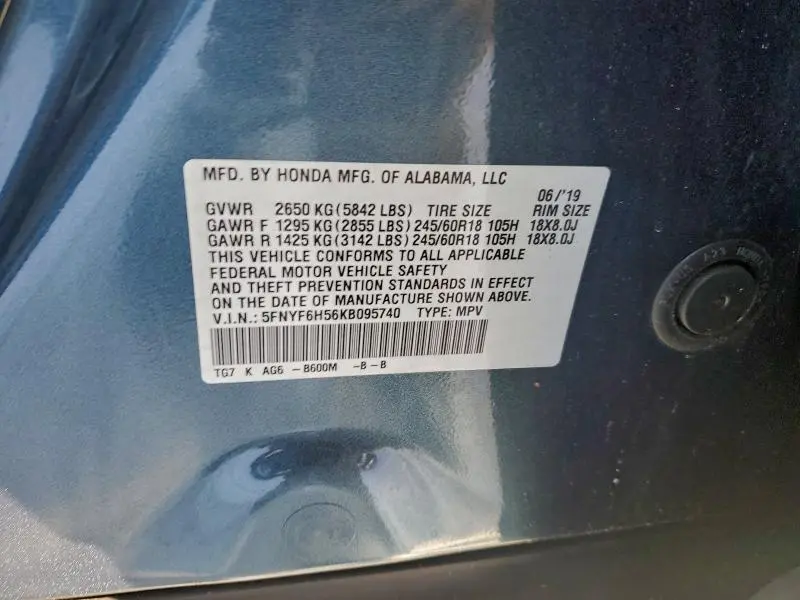 MFD. BY HONDA MFG. OF ALABAMA, LLC
06/'19
GVWR 2650 KG(5842 LBS) TIRE SIZE RIM SIZE
GAWR F 1295 KG(2855 LBS)245/60R18 105H 18X8.0J
GAWR R 1425 KG(3142 LBS)245/60R18 105H 18X8.0J
THIS VEHICLE CONFORMS TO ALL APPLICABLE
FEDERAL MOTOR VEHICLE SAFETY
AND THEFT PREVENTION STANDARDS IN EFFECT
ON THE DATE OF MANUFACTURE SHOWN ABOVE.
V.I.N.: 5FNYF6H56KB095740 TYPE: MPV
TG7 K AG6 -B600M -B-B